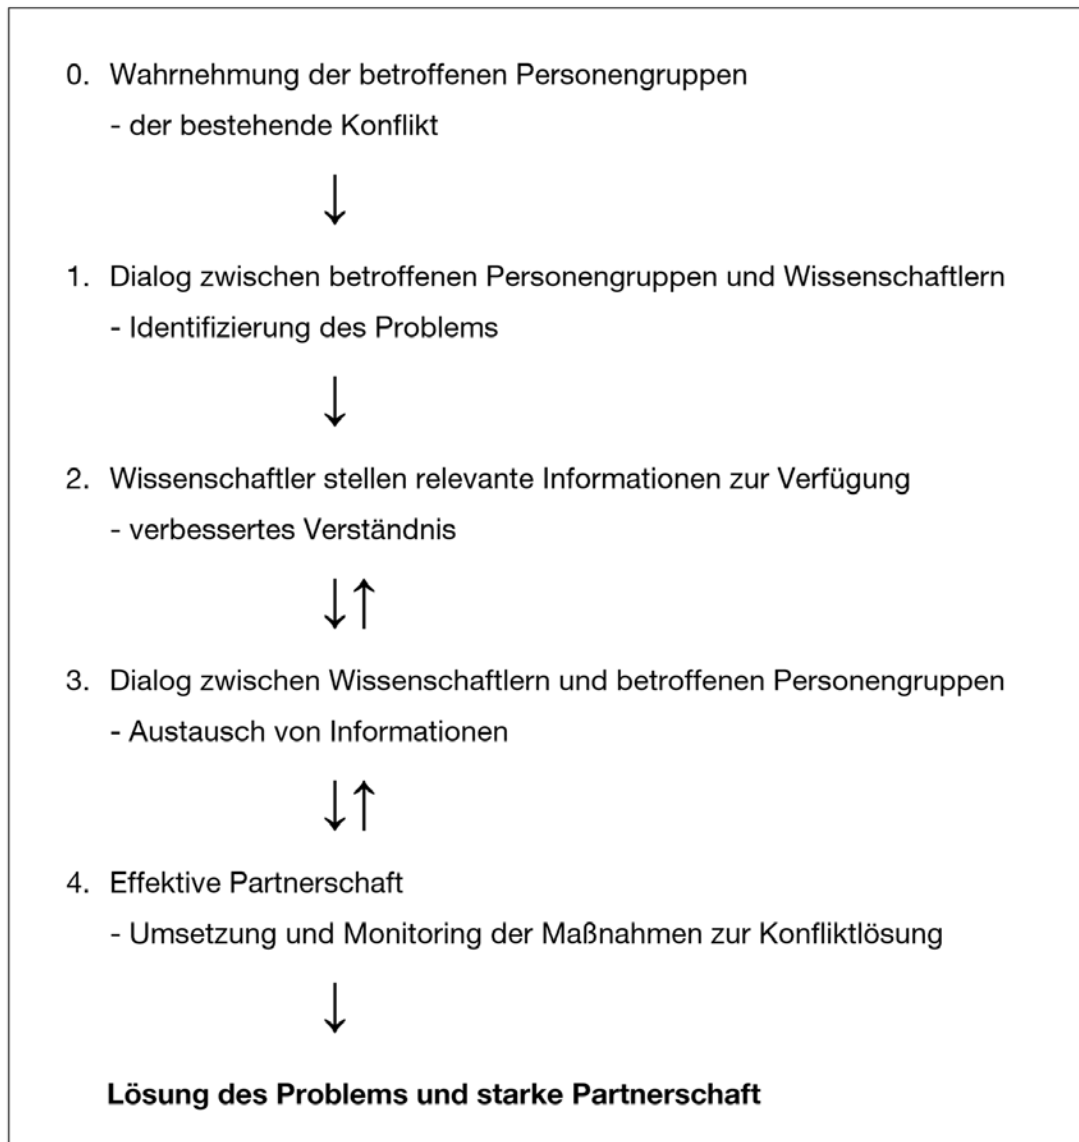 0. Wahrnehmung der betroffenen Personengruppen
- der bestehende Konflikt
↓
1. Dialog zwischen betroffenen Personengruppen und Wissenschaftlern
- Identifizierung des Problems
↓
2. Wissenschaftler stellen relevante Informationen zur Verfügung
- verbessertes Verständnis
↓↑
3. Dialog zwischen Wissenschaftlern und betroffenen Personengruppen
- Austausch von Informationen
↓↑
4. Effektive Partnerschaft
- Umsetzung und Monitoring der Maßnahmen zur Konfliktlösung
↓
Lösung des Problems und starke Partnerschaft